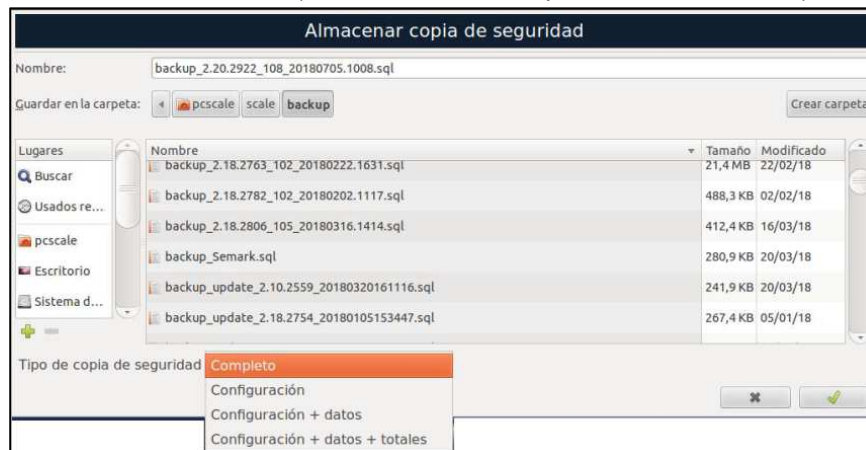 Almacenar copia de seguridad
Nombre: backup_2.20.2922_108_20180705.1008.sql
Guardar en la carpeta: pcscale scale backup Crear carpeta
Lugares Nombre Tamaño Modificado
backup_2.18.2763_102_20180222.1631.sql 21,4 MB 22/02/18
Buscar
backup_2.18.2782_102_20180202.1117.sql 488,3 KB 02/02/18
Usados re...
backup_2.18.2806_105_20180316.1414.sql 412,4 KB 16/03/18
pcscale
backup_Semark.sql 280,9 KB 20/03/18
Escritorio
backup_update_2.10.2559_20180320161116.sql 241,9 KB 20/03/18
Sistema d...
backup_update_2.18.2754_20180105153447.sql 267,4 KB 05/01/18
Tipo de copia de seguridad Completo
Configuración
Configuración + datos
Configuración + datos + totales